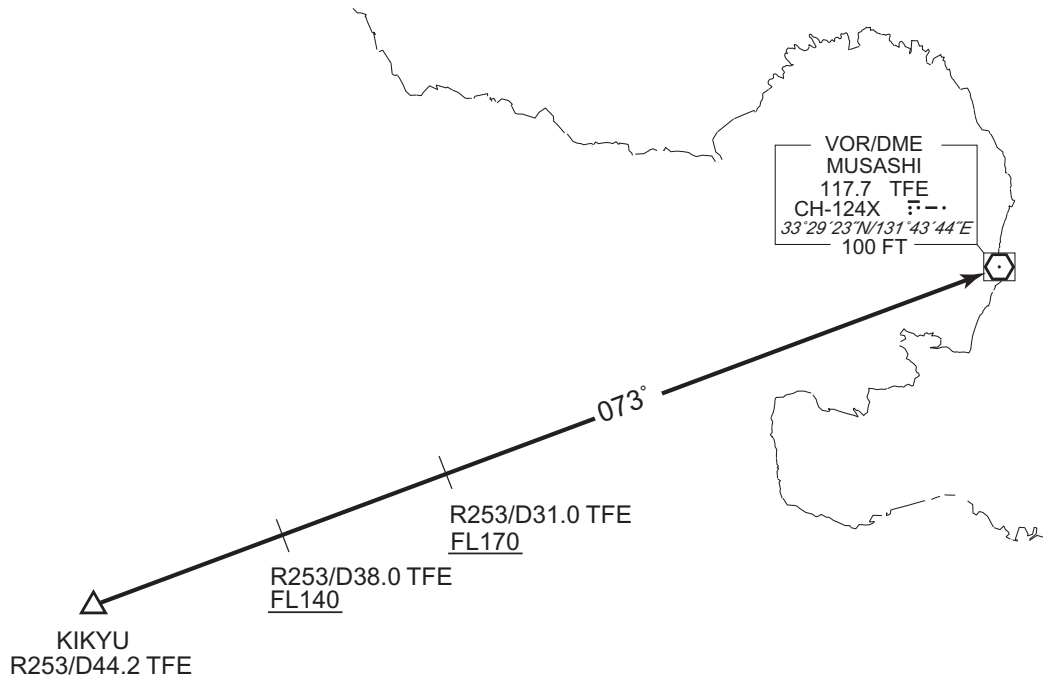 VOR/DME
MUSASHI
117.7 TFE
CH-124X
33°29´23˝N/131°43´44˝E
100 FT
073°
R253/D31.0 TFE
FL170
R253/D38.0 TFE
FL140
KIKYU
R253/D44.2 TFE